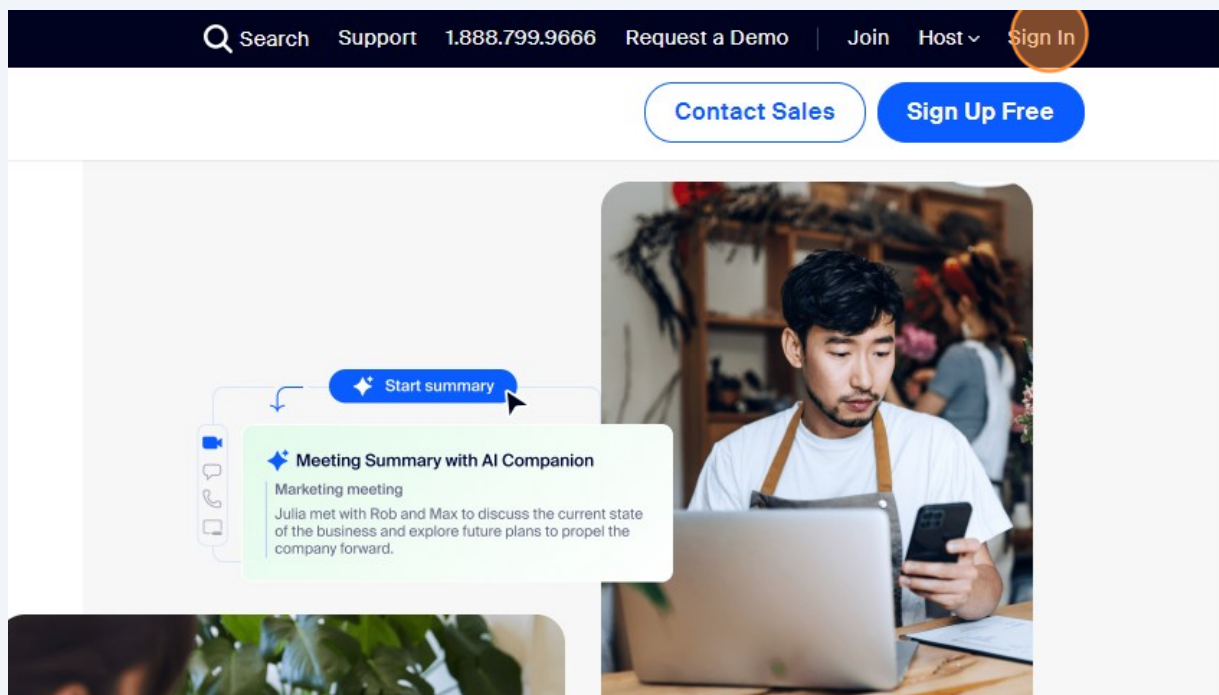 Search Support 1.888.799.9666 Request a Demo Join Host Sign In
Contact Sales Sign Up Free
Start summary
Meeting Summary with AI Companion
Marketing meeting
Julia met with Rob and Max to discuss the current state
of the business and explore future plans to propel the
company forward.